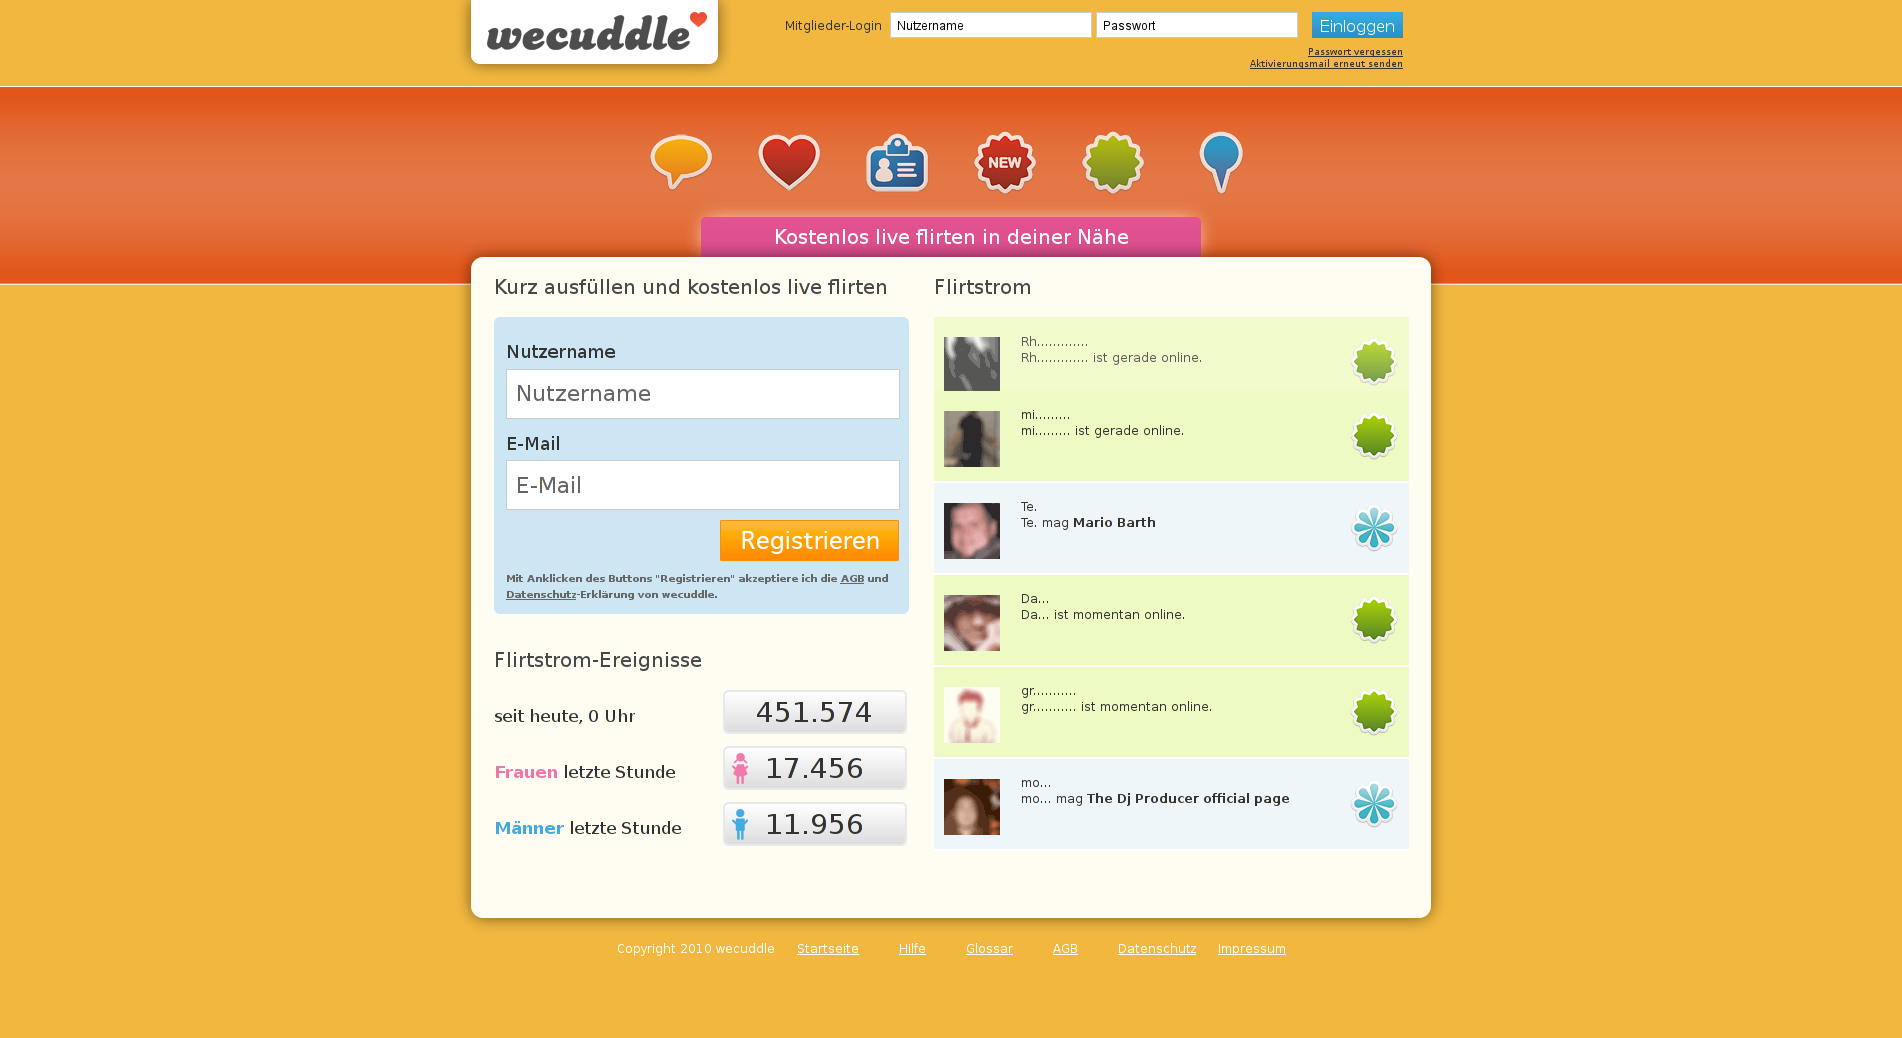 wecuddle
Mitglieder-Login
Nutzername
Passwort
Einloggen
Passwort vergessen
Aktivierungsmail erneut senden
NEW
Kostenlos live flirten in deiner Nähe
Kurz ausfüllen und kostenlos live flirten
Nutzername
Nutzername
E-Mail
E-Mail
Registrieren
Mit Anklicken des Buttons "Registrieren" akzeptiere ich die AGB und
Datenschutz-Erklärung von wecuddle.
Flirtstrom-Ereignisse
seit heute, 0 Uhr 451.574
Frauen letzte Stunde 17.456
Männer letzte Stunde 11.956
Flirtstrom
Rh.............
Rh............. ist gerade online.
mi.........
mi......... ist gerade online.
Te.
Te. mag Mario Barth
Da...
Da... ist momentan online.
gr...........
gr........... ist momentan online.
mo...
mo... mag The Dj Producer official page
Copyright 2010 wecuddle Startseite Hilfe Glossar AGB Datenschutz Impressum